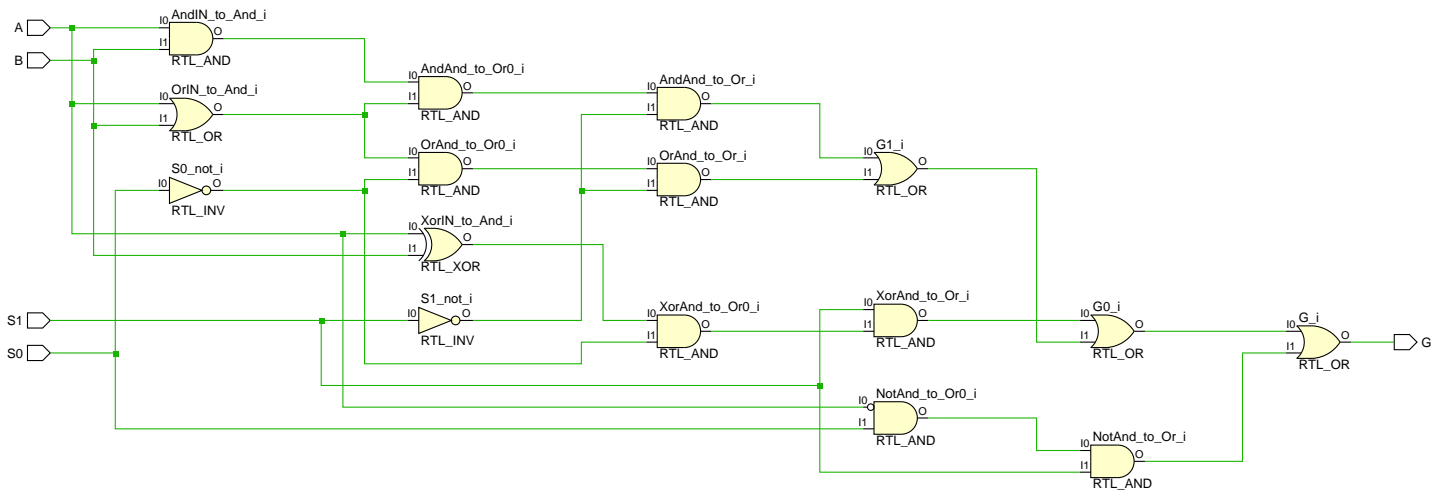 A
B
S1
S0
AndIN_to_And_i
I0
I1
O
RTL_AND
OrIN_to_And_i
I0
I1
O
RTL_OR
S0_not_i
I0
O
RTL_INV
AndAnd_to_Or0_i
I0
I1
O
RTL_AND
OrAnd_to_Or0_i
I0
I1
O
RTL_AND
XorIN_to_And_i
I0
I1
O
RTL_XOR
S1_not_i
I0
O
RTL_INV
AndAnd_to_Or_i
I0
I1
O
RTL_AND
OrAnd_to_Or_i
I0
I1
O
RTL_AND
XorAnd_to_Or0_i
I0
I1
O
RTL_AND
G1_i
I0
I1
O
RTL_OR
XorAnd_to_Or_i
I0
I1
O
RTL_AND
NotAnd_to_Or0_i
I0
I1
O
RTL_AND
G0_i
I0
I1
O
RTL_OR
NotAnd_to_Or_i
I0
I1
O
RTL_AND
G_i
I0
I1
O
RTL_OR
G